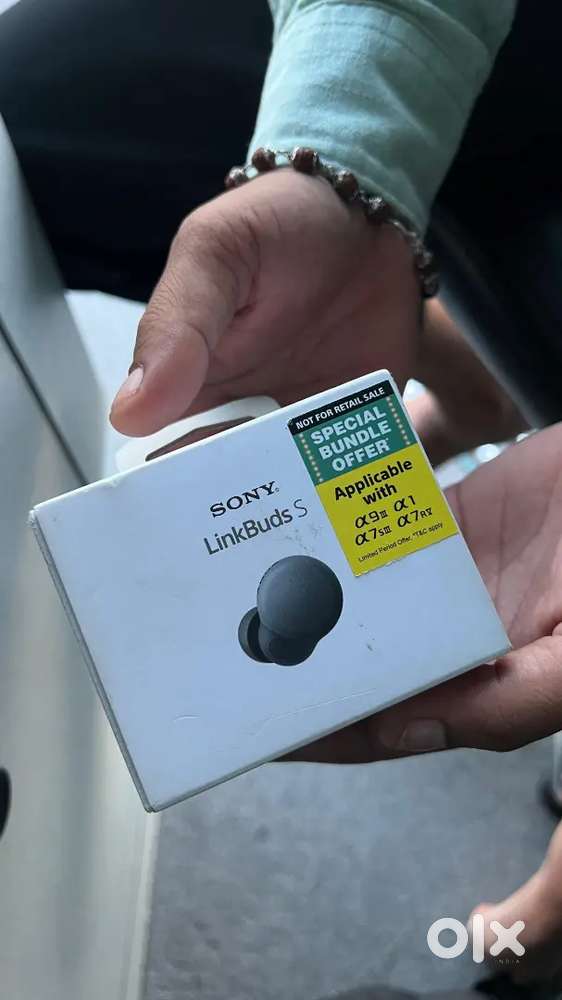 NOT FOR RETAIL SALE
SPECIAL
BUNDLE
OFFER*
Applicable
with
α9III α1
α7SIII α7RV
Limited Period Offer. *T&C apply
SONY®
LinkBuds S
olx
INDIA